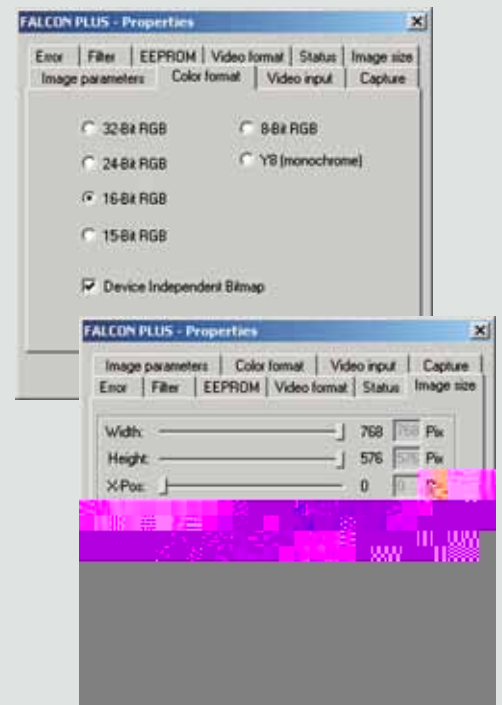 FALCON PLUS - Properties
Error Filter EEPROM Video format Status Image size
Image parameters Color format Video input Capture
32-Bit RGB 8-Bit RGB
24-Bit RGB Y8 (monochrome)
16-Bit RGB
15-Bit RGB
Device Independent Bitmap
FALCON PLUS - Properties
Image parameters Color format Video input Capture
Error Filter EEPROM Video format Status Image size
Width: 768 768 Pix
Height: 576 576 Pix
X-Pos: 0 0